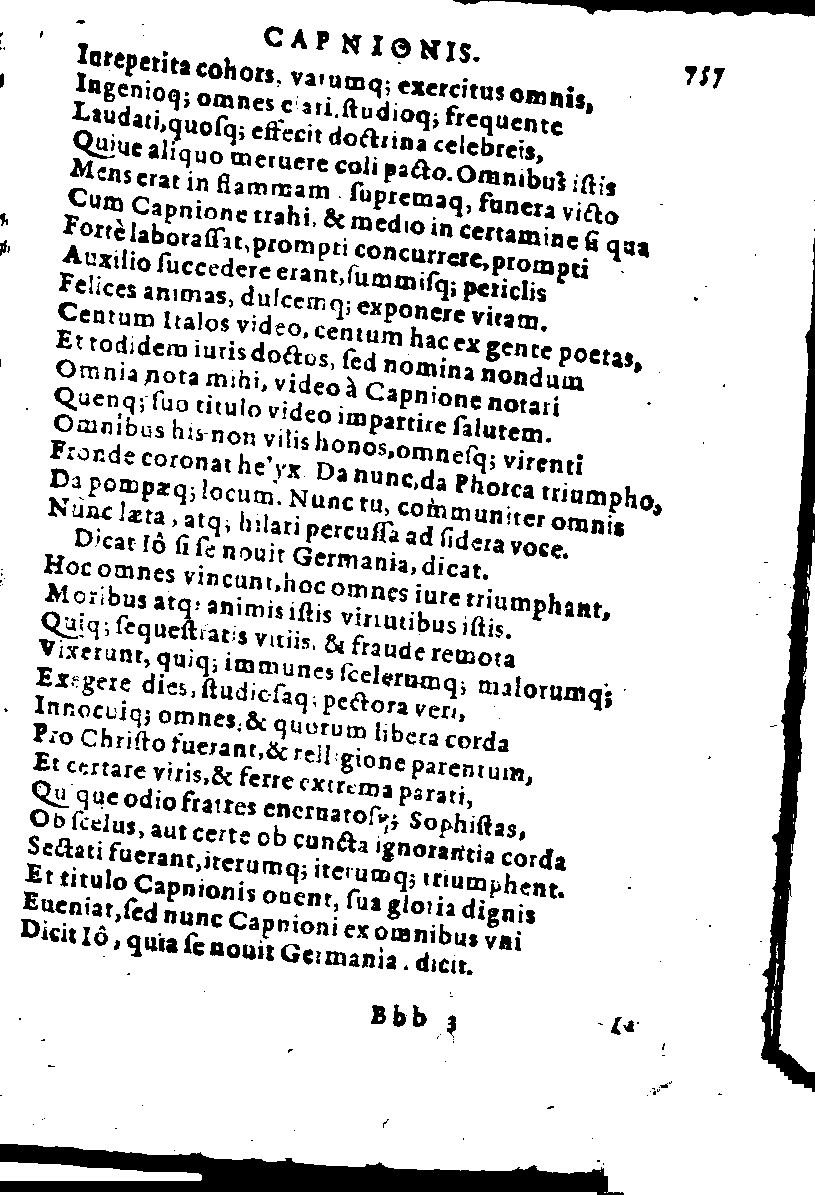 CAPNIONIS.
757
Intrepetita cohors, vatumq; exercitus omnis,
Ingenioq; omnes clari, ſtudioq; frequente
Laudati, quoſq; effecit doctrina celebreis,
Quiue aliquo meruere coli pacto. Omnibus iſtis
Mens erat in flammam ſupremaq, funera victo
Cum Capnione trahi, & medio in certamine ſi qua
Fortè laboraſſat, prompti concurrere, prompti
Auxilio ſuccedere erant, ſummiſq; periclis
Felices animas, dulcemq; exponere vitam.
Centum Italos video, centum hac ex gente poetas,
Et todidem iuris doctos, ſed nomina nondum
Omnia nota mihi, video à Capnione notari
Quenq; ſuo titulo video impartire ſalutem.
Omnibus his non vilis honos, omneſq; virenti
Fronde coronat he'yx. Da nunc, da Phorca triumpho,
Da pompæq; locum. Nunc tu, communiter omnis
Nunc læta, atq; hilari percuſſa ad ſidera voce.
Dicat Iô ſi ſe nouit Germania, dicat.
Hoc omnes vincunt, hoc omnes iure triumphant,
Moribus atq; animis iſtis virtutibus iſtis.
Quiq; ſequeſtratis vitiis, & fraude remota
Vixerunt, quiq; immunes ſcelerumq; malorumq;
Exegere dies, ſtudioſaq; pectora veri,
Innocuiq; omnes, & quorum libera corda
Pro Chriſto fuerant, & relligione parentum,
Et certare viris, & ferre extrema parati,
Quique odio fratres eneruatoſq; Sophiſtas,
Ob ſcelus, aut certe ob cuncta ignorantia corda
Sectati fuerant, iterumq; iterumq; triumphent.
Et titulo Capnionis ouent, ſua gloria dignis
Eueniat, ſed nunc Capnioni ex omnibus vni
Dicit Iô, quia ſe nouit Germania, dicit.
Bbb 3